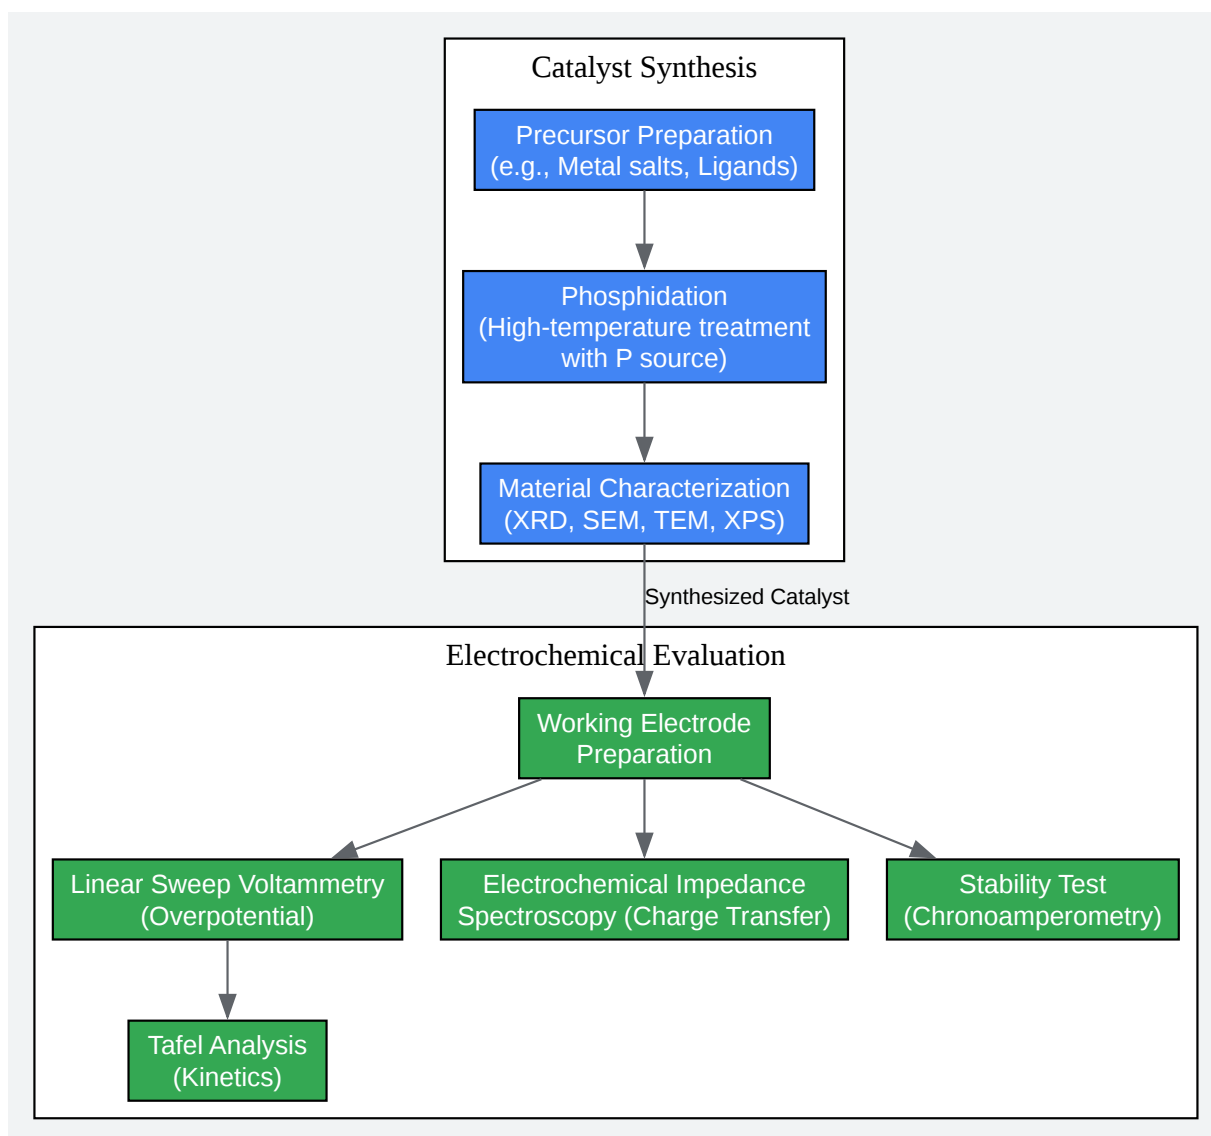 Catalyst Synthesis
Precursor Preparation
(e.g., Metal salts, Ligands)
Phosphidation
(High-temperature treatment
with P source)
Material Characterization
(XRD, SEM, TEM, XPS)
Synthesized Catalyst
Electrochemical Evaluation
Working Electrode
Preparation
Linear Sweep Voltammetry
(Overpotential)
Electrochemical Impedance
Spectroscopy (Charge Transfer)
Stability Test
(Chronoamperometry)
Tafel Analysis
(Kinetics)